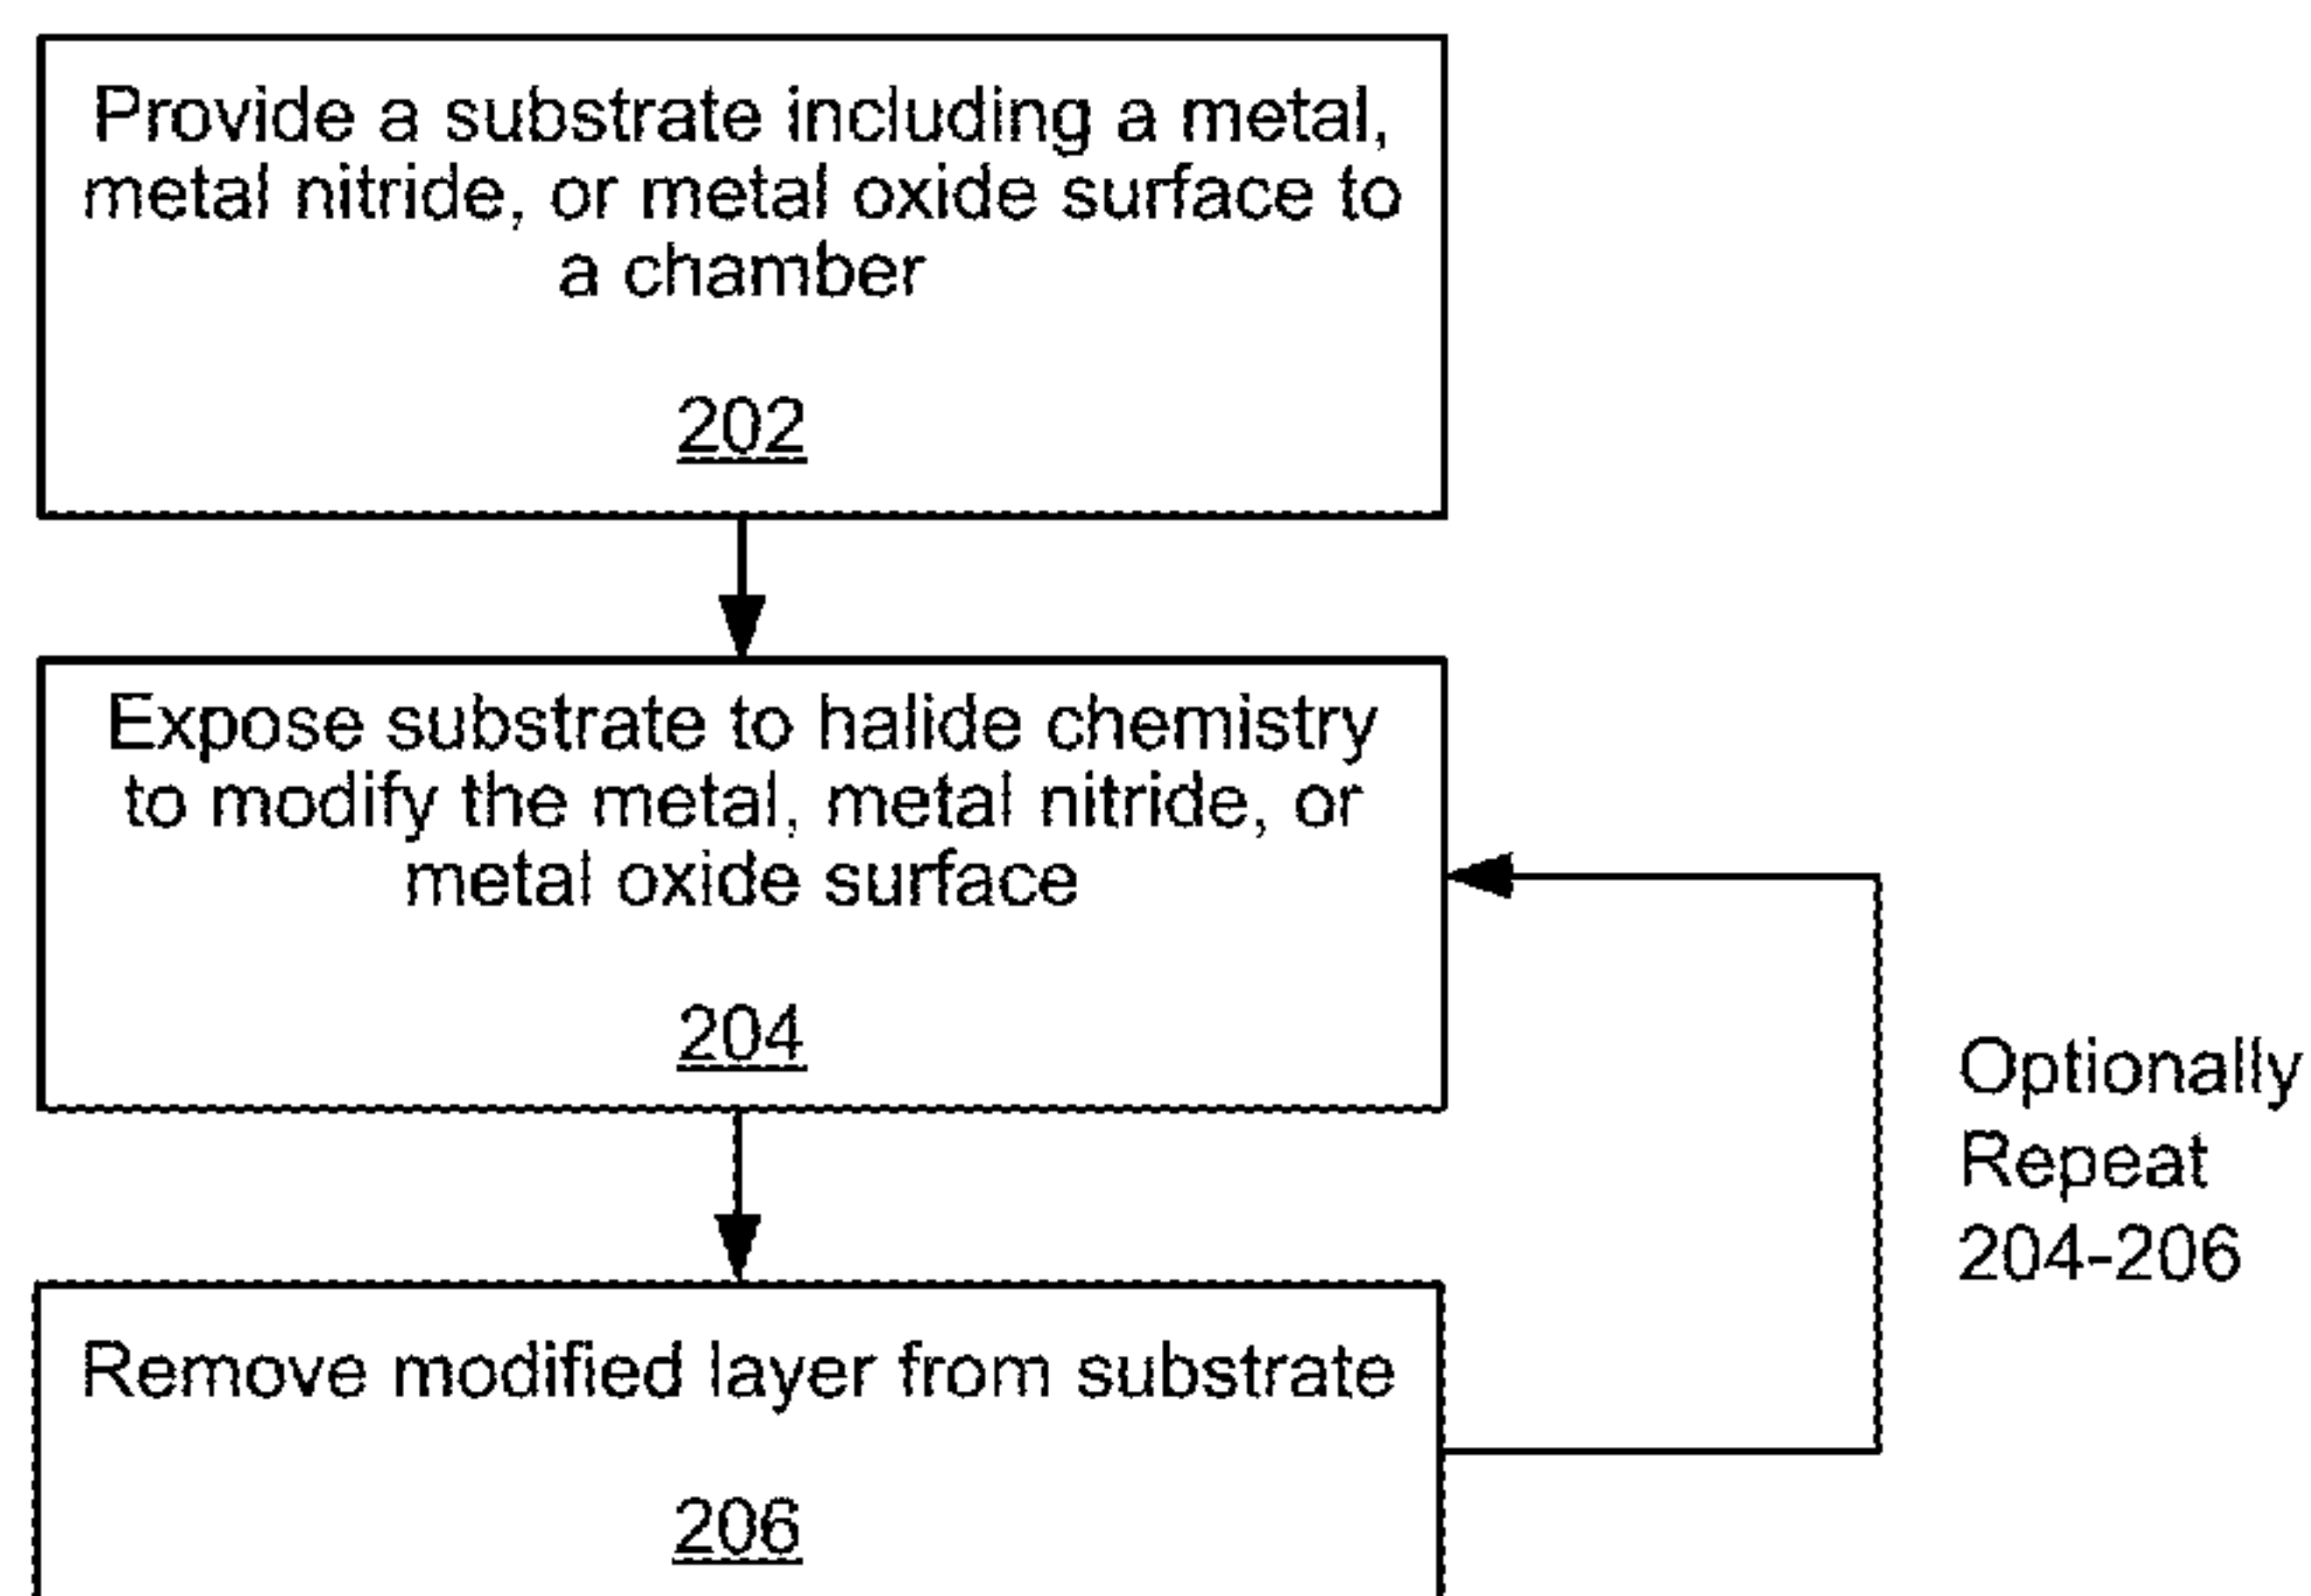 Provide a substrate including a metal,
metal nitride, or metal oxide surface to
a chamber
202
Expose substrate to halide chemistry
to modify the metal, metal nitride, or
metal oxide surface
204
Optionally
Repeat
204-206
Remove modified layer from substrate
206